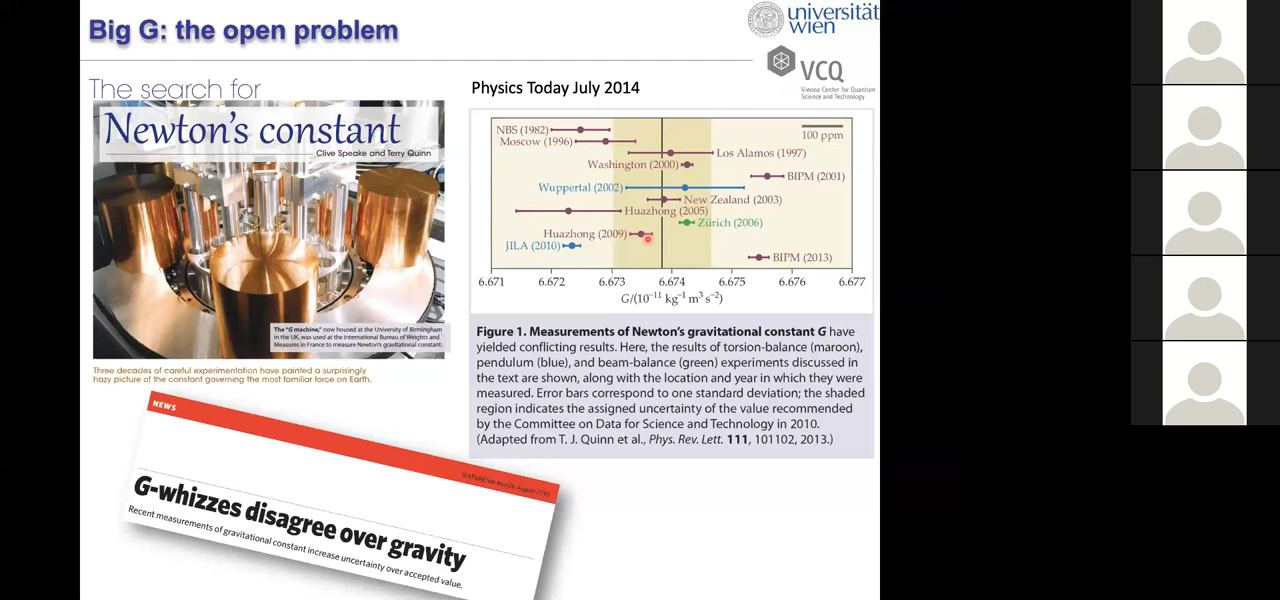 Big G: the open problem
universität
wien
VCQ
Vienna Center for Quantum
Science and Technology
The search for
Newton's constant
Clive Speake and Terry Quinn
The "G machine," now housed at the University of Birmingham
in the UK, was used at the International Bureau of Weights and
Measures in France to measure Newton's gravitational constant.
Three decades of careful experimentation have painted a surprisingly
hazy picture of the constant governing the most familiar force on Earth.
Physics Today July 2014
NBS (1982)
100 ppm
Moscow (1996)
Los Alamos (1997)
Washington (2000)
BIPM (2001)
Wuppertal (2002)
New Zealand (2003)
Huazhong (2005)
Zürich (2006)
Huazhong (2009)
JILA (2010)
BIPM (2013)
6.671 6.672 6.673 6.674 6.675 6.676 6.677
G/(10⁻¹¹ kg⁻¹ m³ s⁻²)
Figure 1. Measurements of Newton's gravitational constant G have
yielded conflicting results. Here, the results of torsion-balance (maroon),
pendulum (blue), and beam-balance (green) experiments discussed in
the text are shown, along with the location and year in which they were
measured. Error bars correspond to one standard deviation; the shaded
region indicates the assigned uncertainty of the value recommended
by the Committee on Data for Science and Technology in 2010.
(Adapted from T. J. Quinn et al., Phys. Rev. Lett. 111, 101102, 2013.)
NEWS
August 2010
G-whizzes disagree over gravity
Recent measurements of gravitational constant increase uncertainty over accepted value.